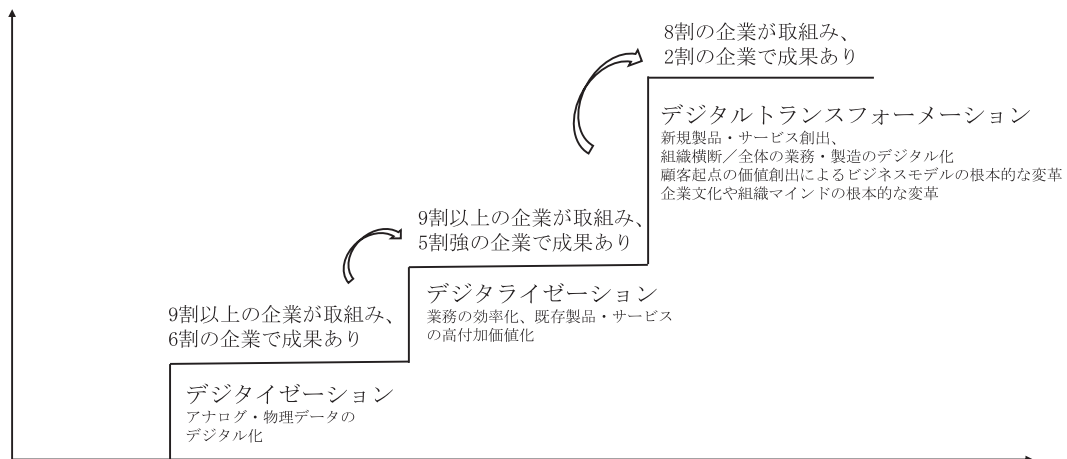 8割の企業が取組み、
2割の企業で成果あり
デジタルトランスフォーメーション
新規製品・サービス創出、
組織横断／全体の業務・製造のデジタル化
顧客起点の価値創出によるビジネスモデルの根本的な変革
企業文化や組織マインドの根本的な変革
9割以上の企業が取組み、
5割強の企業で成果あり
デジタライゼーション
業務の効率化、既存製品・サービス
の高付加価値化
9割以上の企業が取組み、
6割の企業で成果あり
デジタイゼーション
アナログ・物理データの
デジタル化